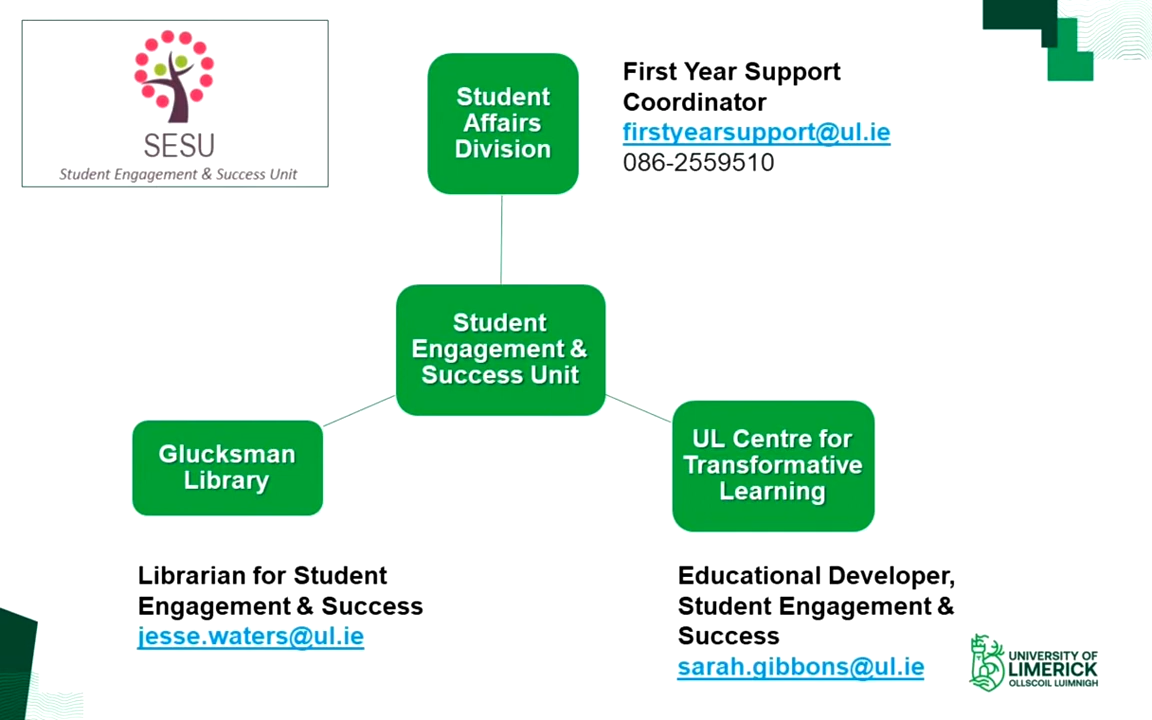 SESU
Student Engagement & Success Unit
Student
Affairs
Division
First Year Support
Coordinator
firstyearsupport@ul.ie
086-2559510
Student
Engagement &
Success Unit
Glucksman
Library
UL Centre for
Transformative
Learning
Librarian for Student
Engagement & Success
jesse.waters@ul.ie
Educational Developer,
Student Engagement &
Success
sarah.gibbons@ul.ie
UNIVERSITY OF
LIMERICK
OLLSCOIL LUIMNIGH